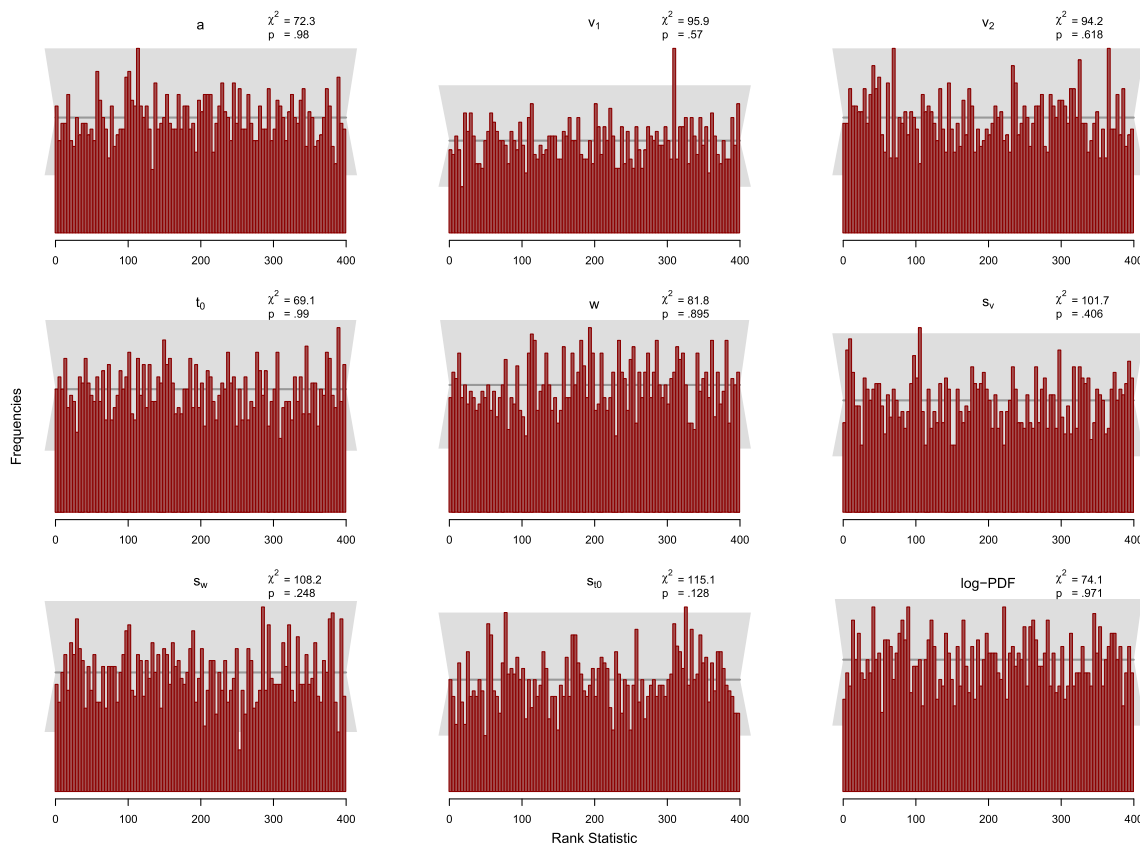 a
χ² = 72.3
p = .98
v₁
χ² = 95.9
p = .57
v₂
χ² = 94.2
p = .618
0 100 200 300 400
0 100 200 300 400
0 100 200 300 400
t₀
χ² = 69.1
p = .99
w
χ² = 81.8
p = .895
sᵥ
χ² = 101.7
p = .406
Frequencies
0 100 200 300 400
0 100 200 300 400
0 100 200 300 400
s_w
χ² = 108.2
p = .248
s_t0
χ² = 115.1
p = .128
log−PDF
χ² = 74.1
p = .971
0 100 200 300 400
0 100 200 300 400
0 100 200 300 400
Rank Statistic